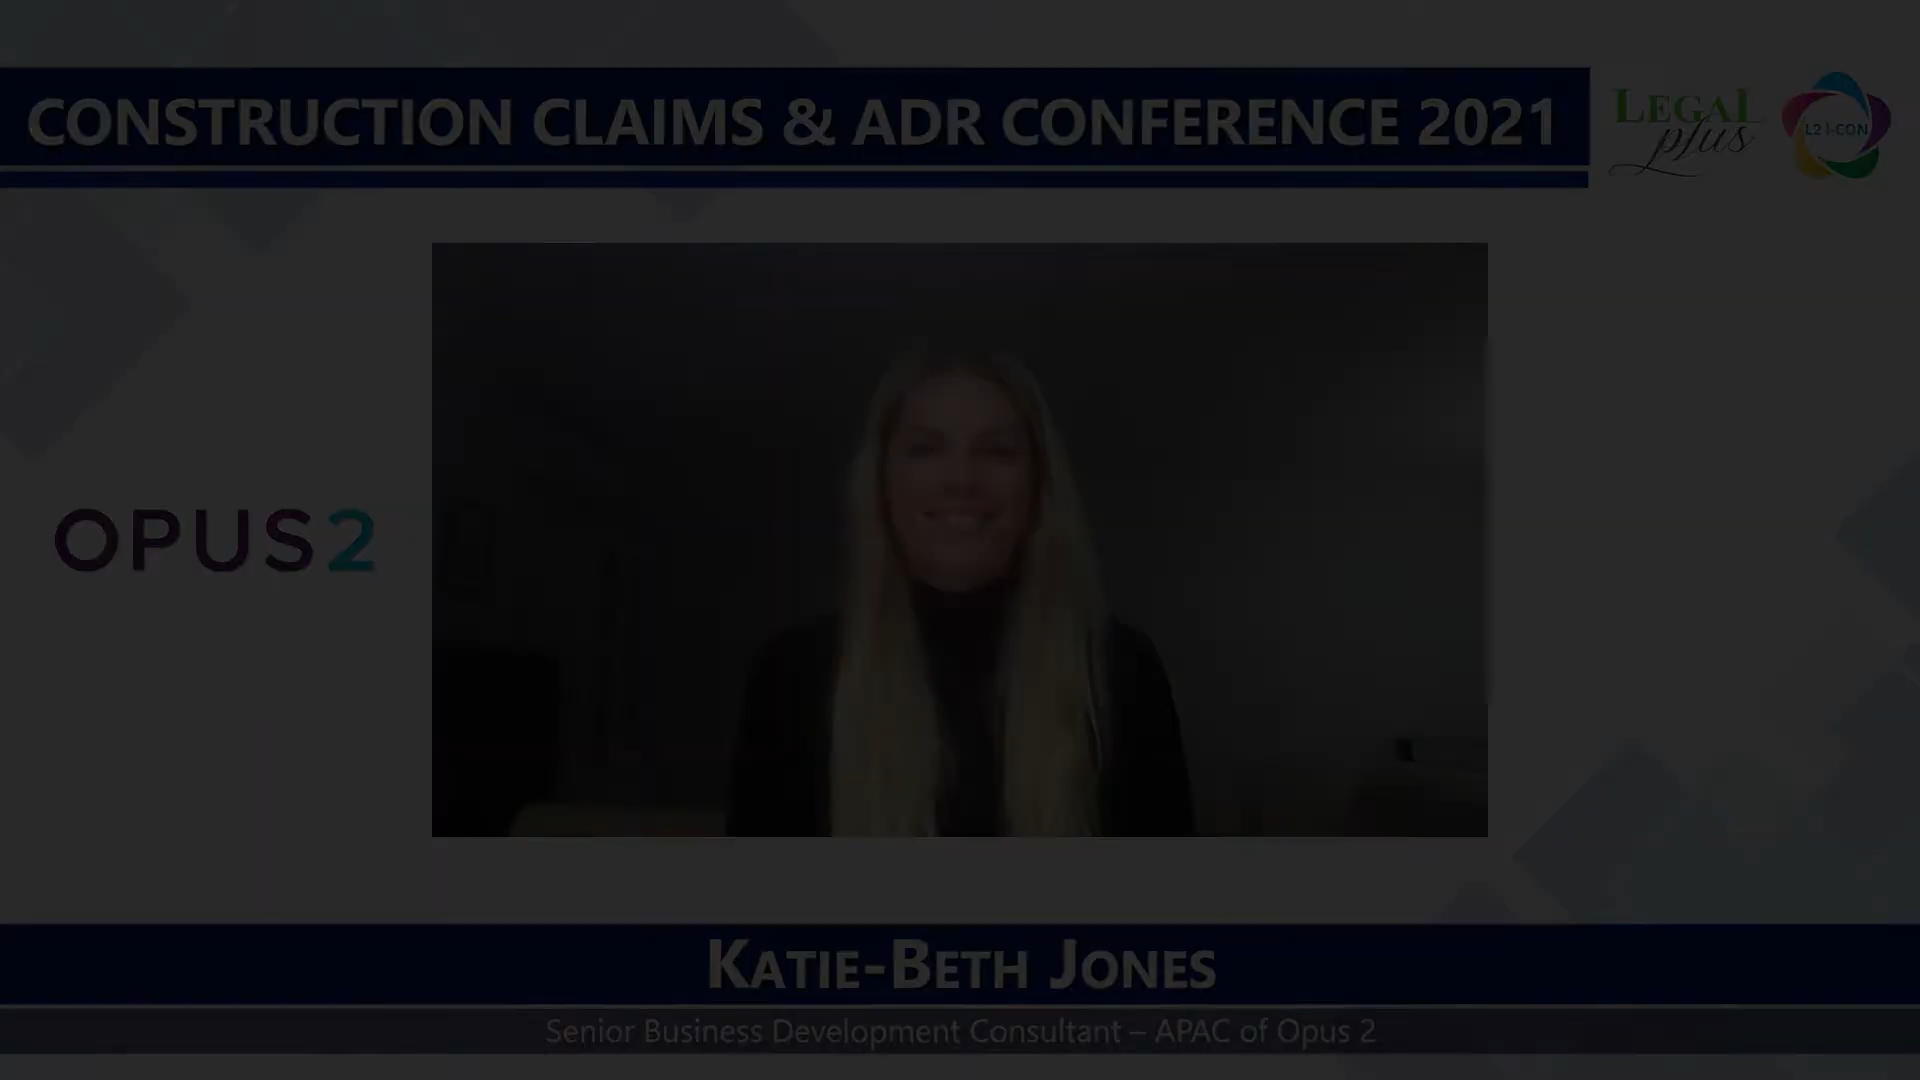 CONSTRUCTION CLAIMS & ADR CONFERENCE 2021
LEGAL
plus
L2 i-CON
OPUS2
KATIE-BETH JONES
Senior Business Development Consultant – APAC of Opus 2